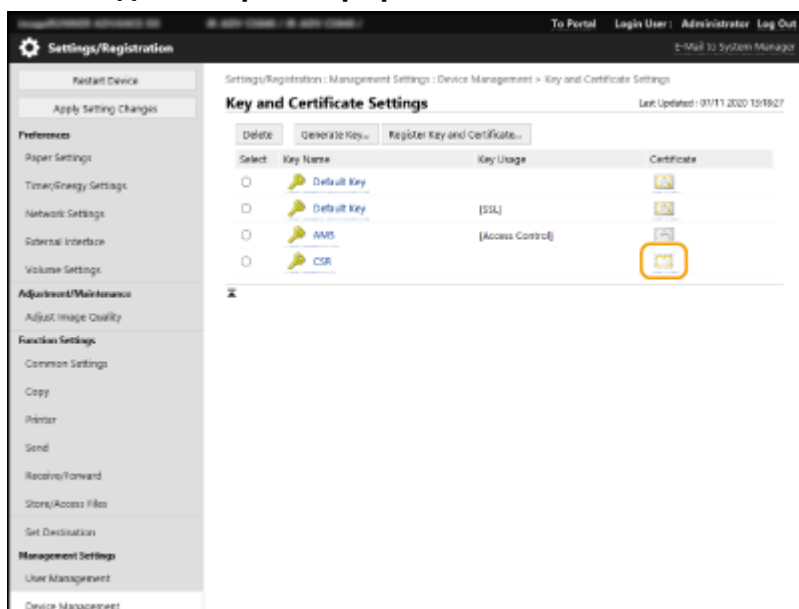 To Portal Login User : Administrator Log Out
Settings/Registration
E-Mail to System Manager
Restart Device
Apply Setting Changes
Preferences
Paper Settings
Timer/Energy Settings
Network Settings
External Interface
Volume Settings
Adjustment/Maintenance
Adjust Image Quality
Function Settings
Common Settings
Copy
Printer
Send
Receive/Forward
Store/Access Files
Set Destination
Management Settings
User Management
Device Management
Settings/Registration : Management Settings : Device Management > Key and Certificate Settings
Key and Certificate Settings
Last Updated : 01/11 2020 13:18:27
Delete Generate Key... Register Key and Certificate...
Select Key Name Key Usage Certificate
Default Key
Default Key [SSL]
AMS [Access Control]
CSR